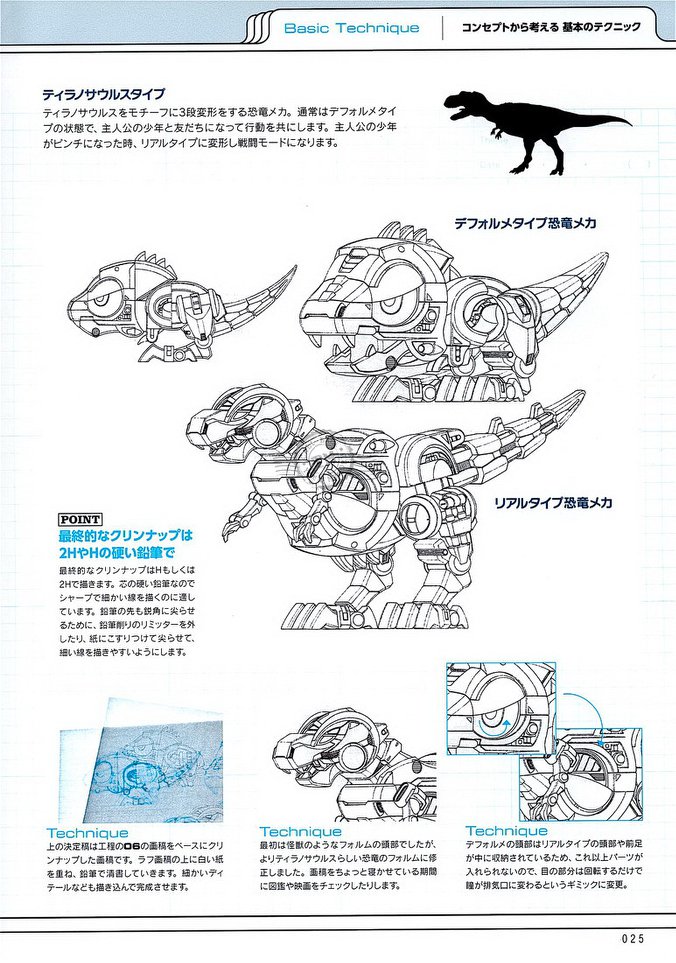 Basic Technique
コンセプトから考える 基本のテクニック
ティラノサウルスタイプ
ティラノサウルスをモチーフに3段変形をする恐竜メカ。通常はデフォルメタイ
プの状態で、主人公の少年と友だちになって行動を共にします。主人公の少年
がピンチになった時、リアルタイプに変形し戦闘モードになります。
デフォルメタイプ恐竜メカ
リアルタイプ恐竜メカ
POINT
最終的なクリンナップは
2HやHの硬い鉛筆で
最終的なクリンナップはHもしくは
2Hで描きます。芯の硬い鉛筆なので
シャープで細かい線を描くのに適し
ています。鉛筆の先も鋭角に尖らせ
るために、鉛筆削りのリミッターを外
したり、紙にこすりつけて尖らせて、
細い線を描きやすいようにします。
Technique
上の決定稿は工程の06の画稿をベースにクリ
ンナップした画稿です。ラフ画稿の上に白い紙
を重ね、鉛筆で清書していきます。細かいディ
テールなども描き込んで完成させます。
Technique
最初は怪獣のようなフォルムの頭部でしたが、
よりティラノサウルスらしい恐竜のフォルムに修
正しました。画稿をちょっと寝かせている期間
に図鑑や映画をチェックしたりします。
Technique
デフォルメの頭部はリアルタイプの頭部や前足
が中に収納されているため、これ以上パーツが
入れられないので、目の部分は回転するだけで
瞳が排気口に変わるというギミックに変更。
025